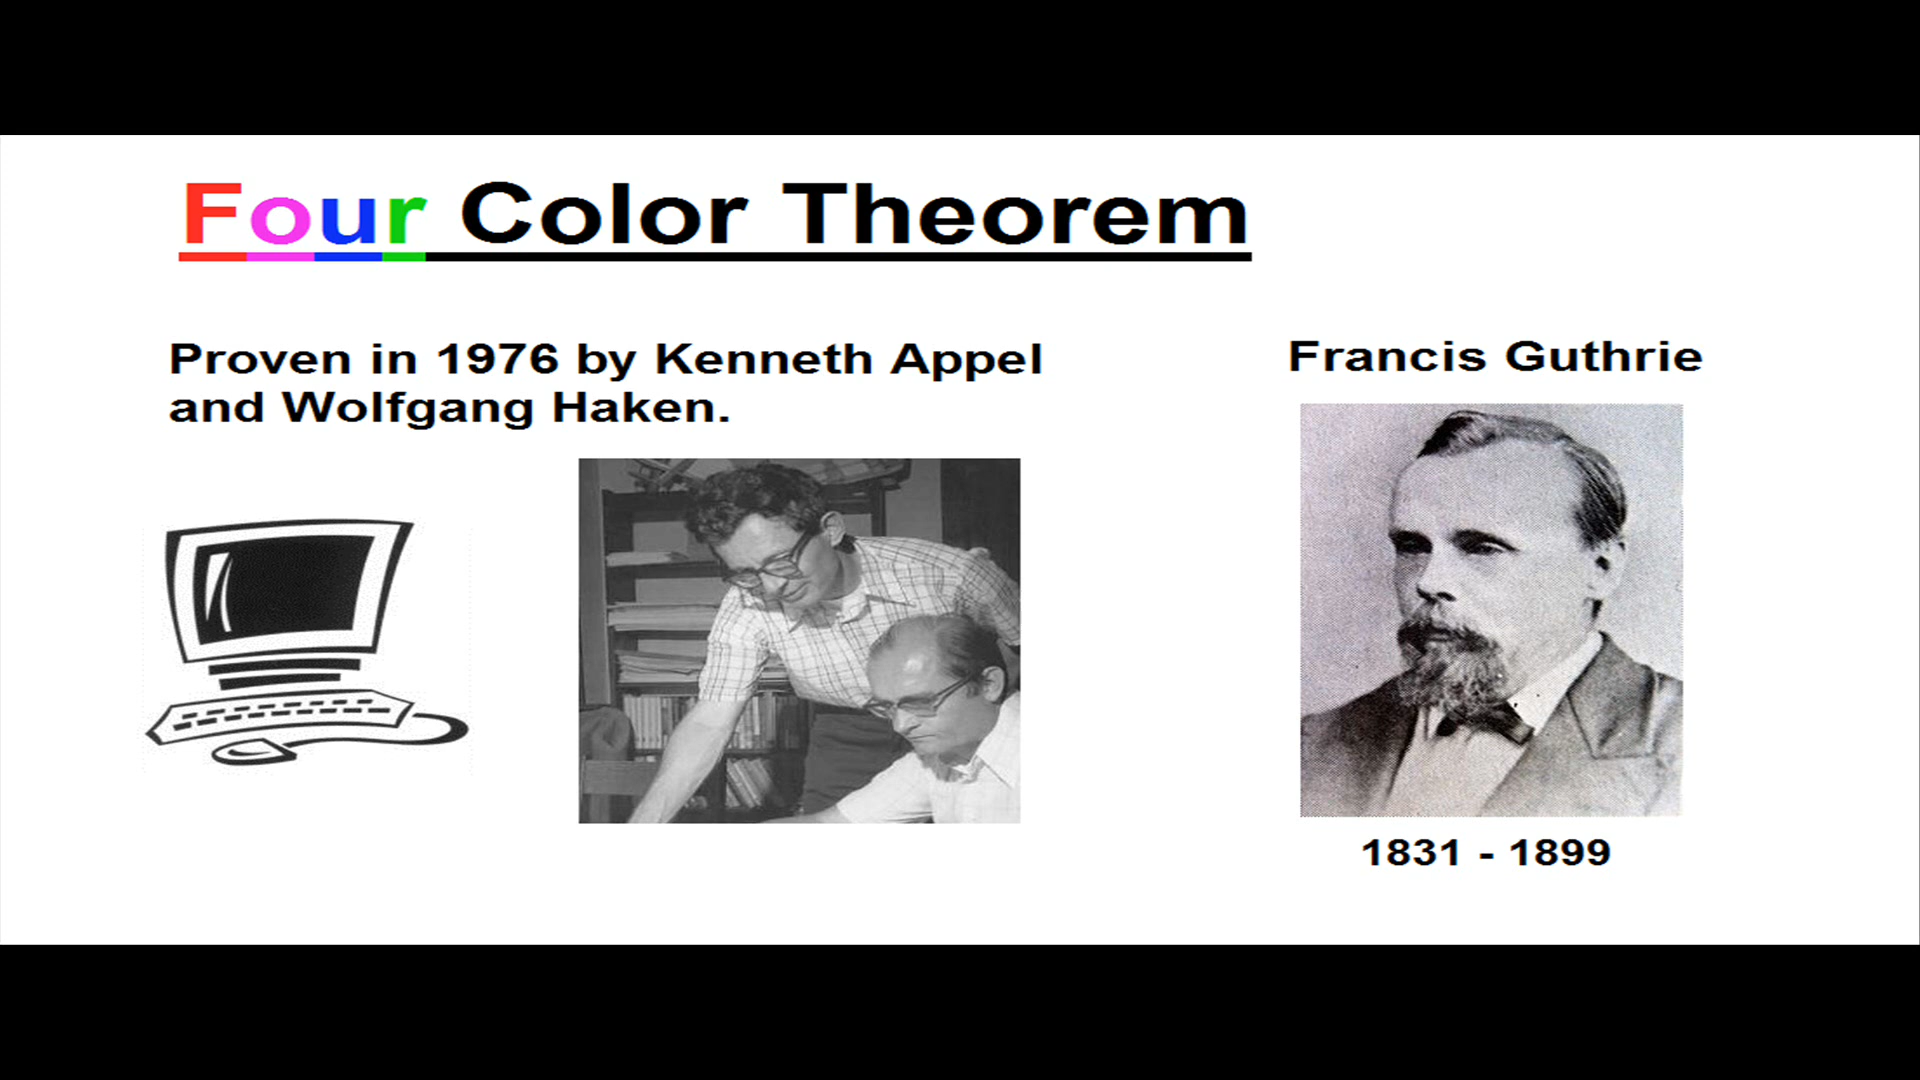 Four Color Theorem
Proven in 1976 by Kenneth Appel
and Wolfgang Haken.
Francis Guthrie
1831 - 1899